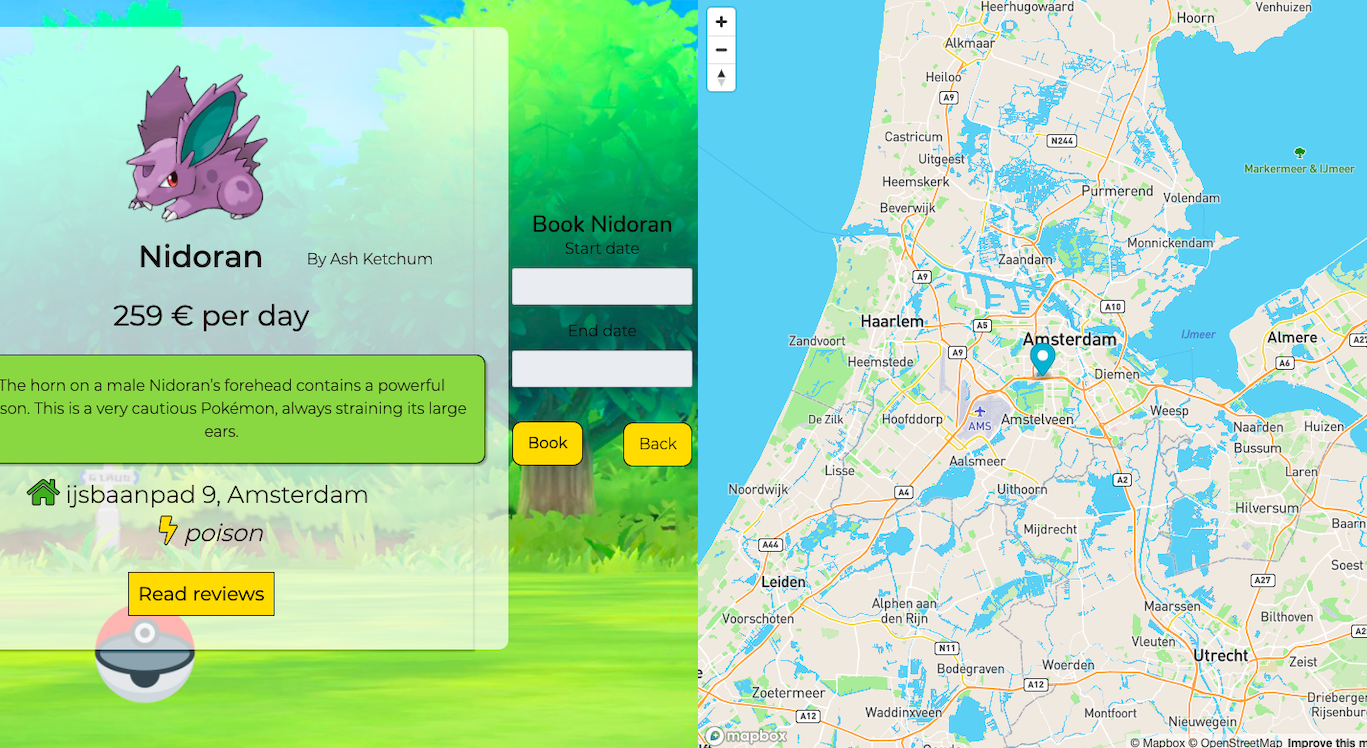 Nidoran
By Ash Ketchum
259 € per day
The horn on a male Nidoran's forehead contains a powerful
son. This is a very cautious Pokémon, always straining its large
ears.
ijsbaanpad 9, Amsterdam
poison
Read reviews
Book Nidoran
Start date
End date
Book
Back
Heerhugowaard
Venhuizen
Hoorn
Alkmaar
Heiloo
A9
Castricum
N244
Uitgeest
Markermeer & IJmeer
Heemskerk
Purmerend
Volendam
Beverwijk
Monnickendam
Zaandam
A9
A10
Haarlem
A5
IJmeer
Zandvoort
Amsterdam
Almere
A27
A9
Heemstede
A6
Diemen
Weesp
De Zilk
Hoofddorp
AMS
Amstelveen
Naarden
Huizen
Bussum
Aalsmeer
Laren
Lisse
A2
Noordwijk
A4
Uithoorn
Hilversum
Mijdrecht
Baarn
A44
Soest
Leiden
A27
Alphen aan
den Rijn
Maarssen
Voorschoten
Bilthoven
Vleuten
N11
Utrecht
Zeist
Bodegraven
Woerden
A12
Zoetermeer
Driebergen
Rijsenburg
A12
Waddinxveen
Montfoort
Nieuwegein
mapbox
© Mapbox © OpenStreetMap Improve this m